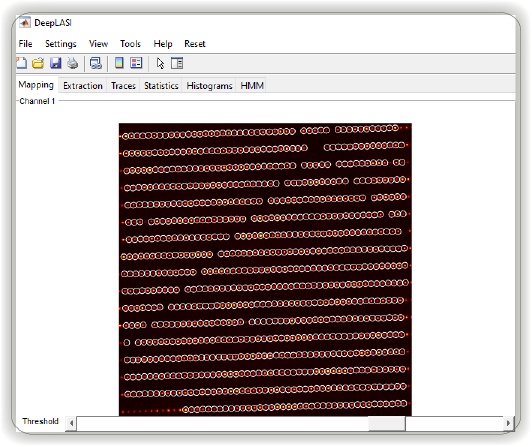 DeepLASI
File Settings View Tools Help Reset
Mapping Extraction Traces Statistics Histograms HMM
Channel 1
Threshold